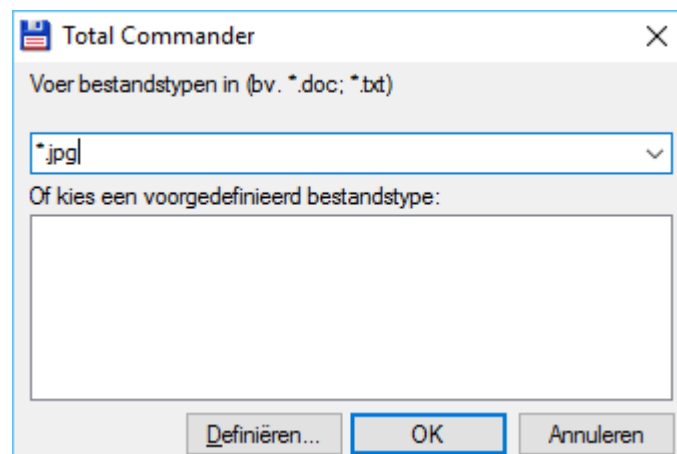 Total Commander
Voer bestandstypen in (bv. *.doc; *.txt)
*.jpg
Of kies een voorgedefinieerd bestandstype:
Definiëren... OK Annuleren